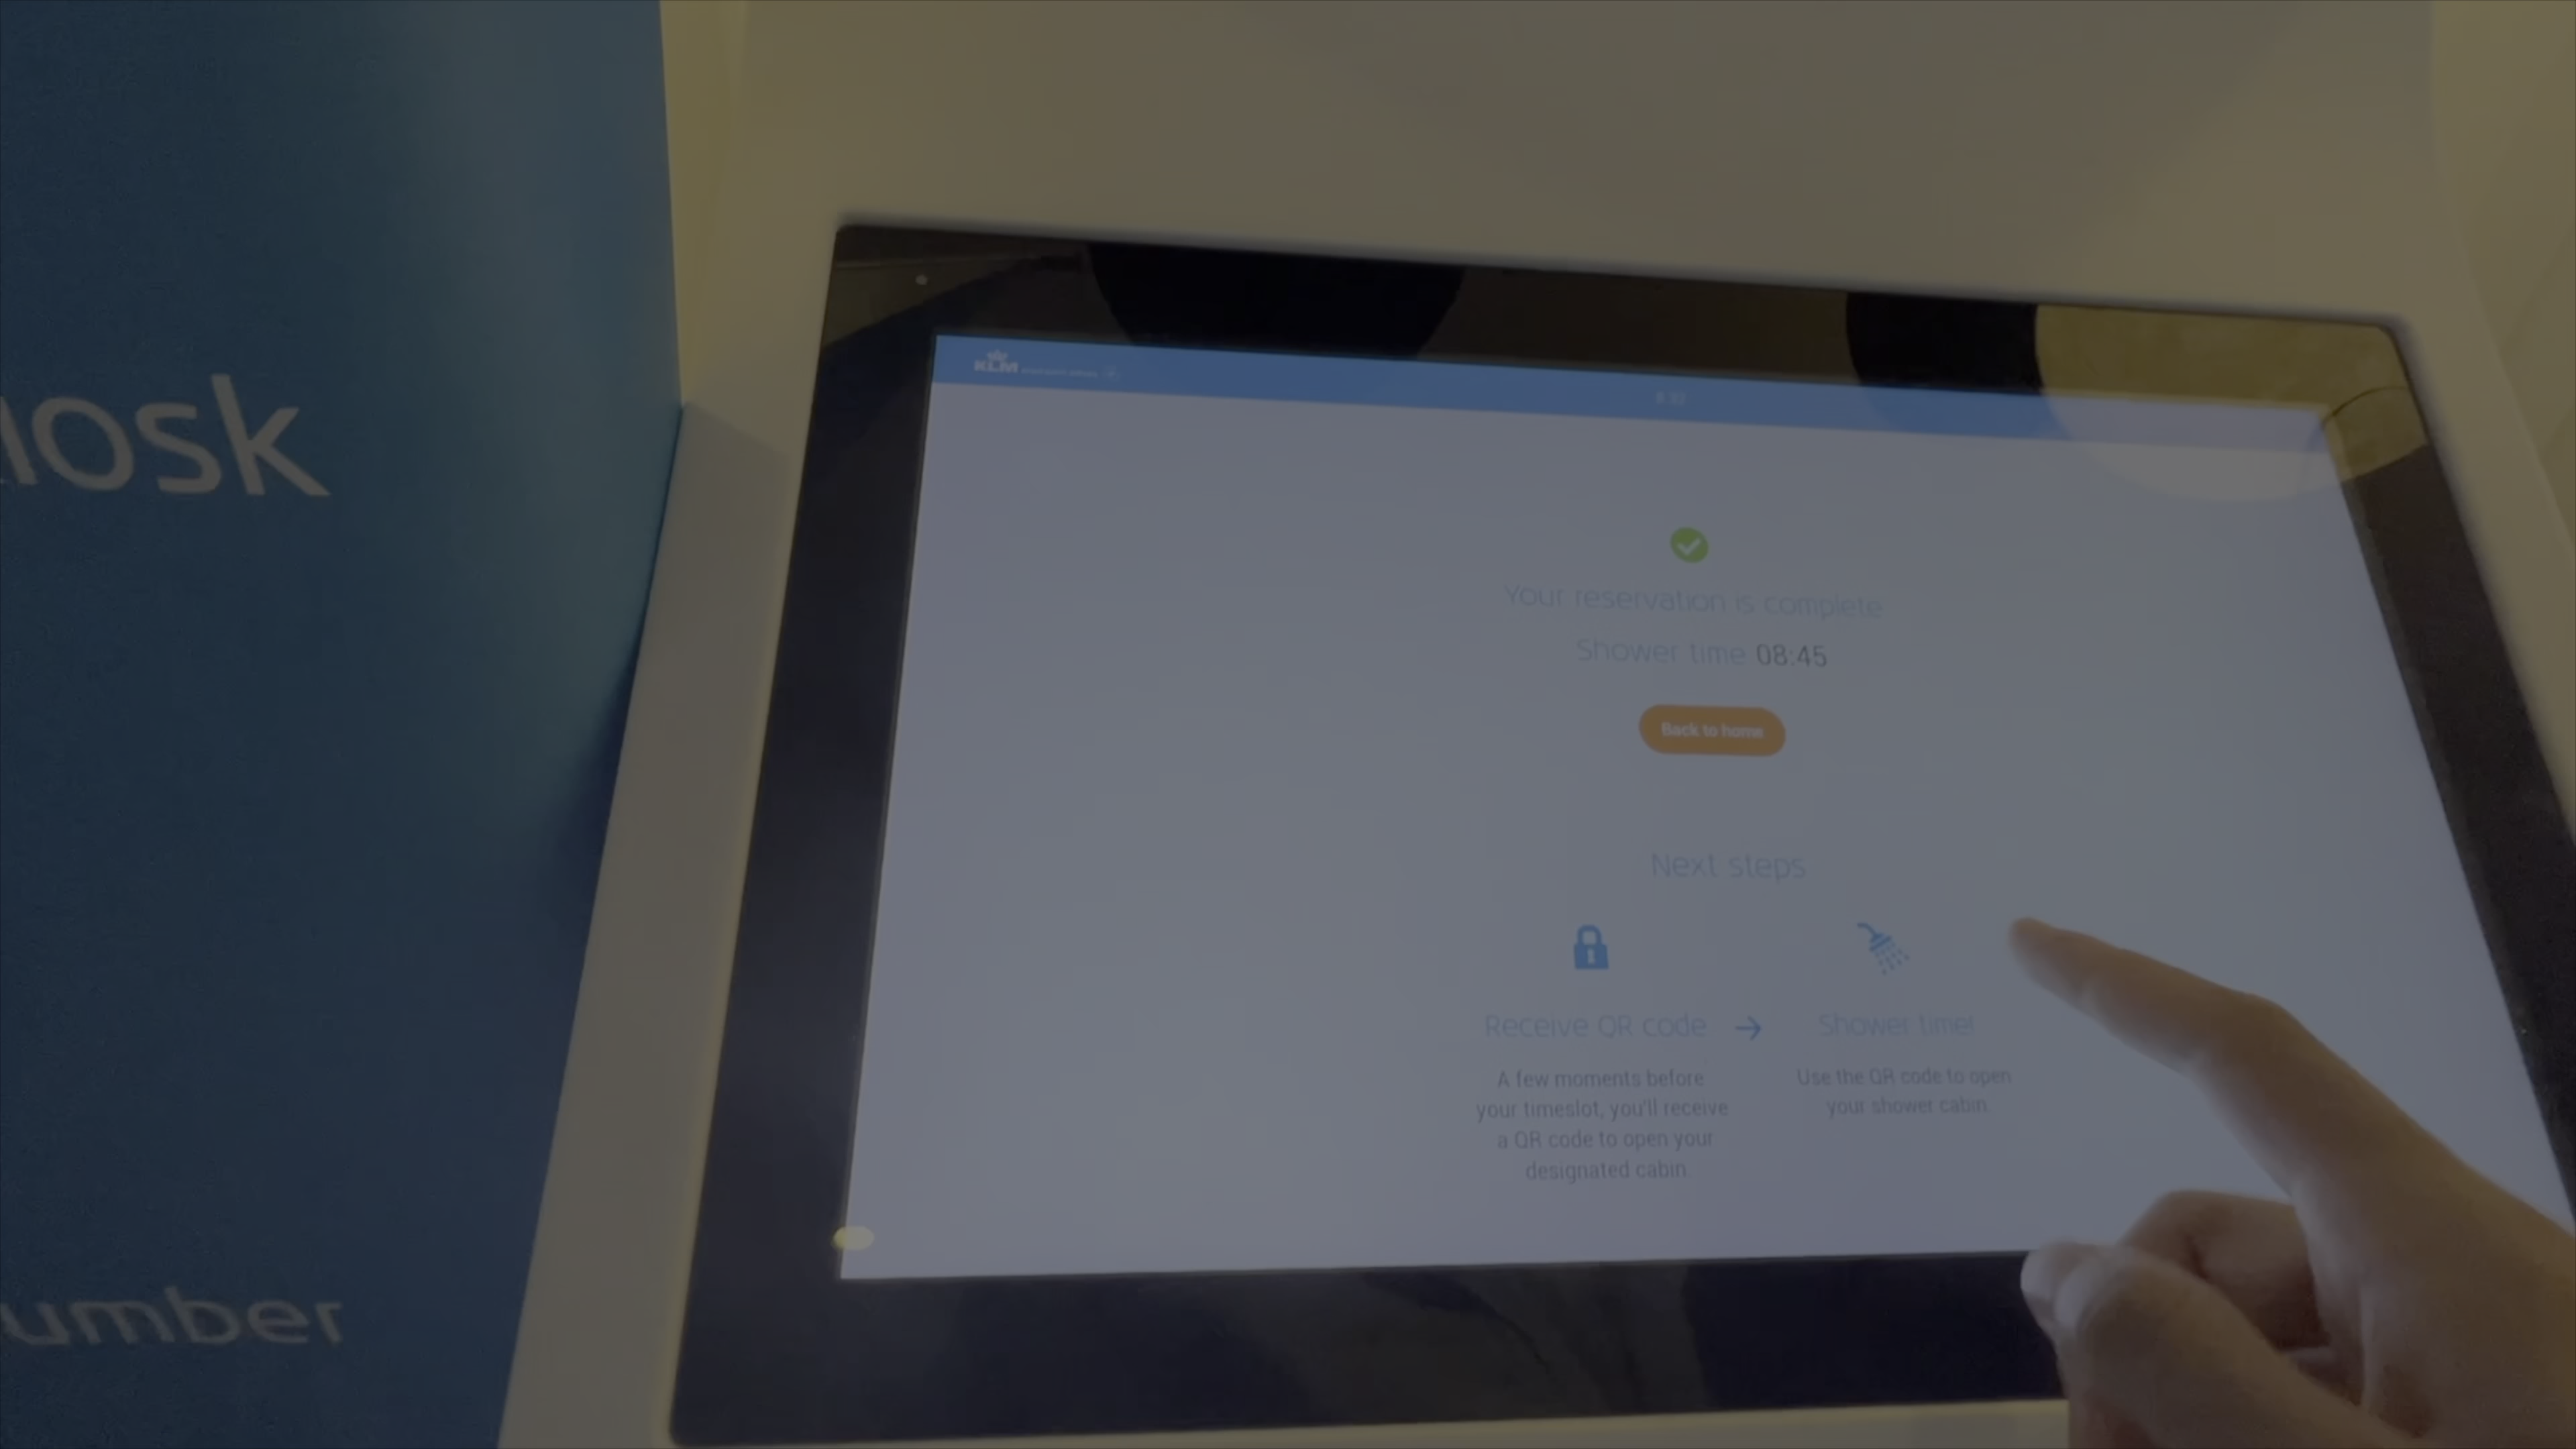 iosk
umber
KLM
Your reservation is complete
Shower time 08:45
Back to home
Next steps
Receive QR code → Shower time!
A few moments before
your timeslot, you'll receive
a QR code to open your
designated cabin.
Use the QR code to open
your shower cabin.